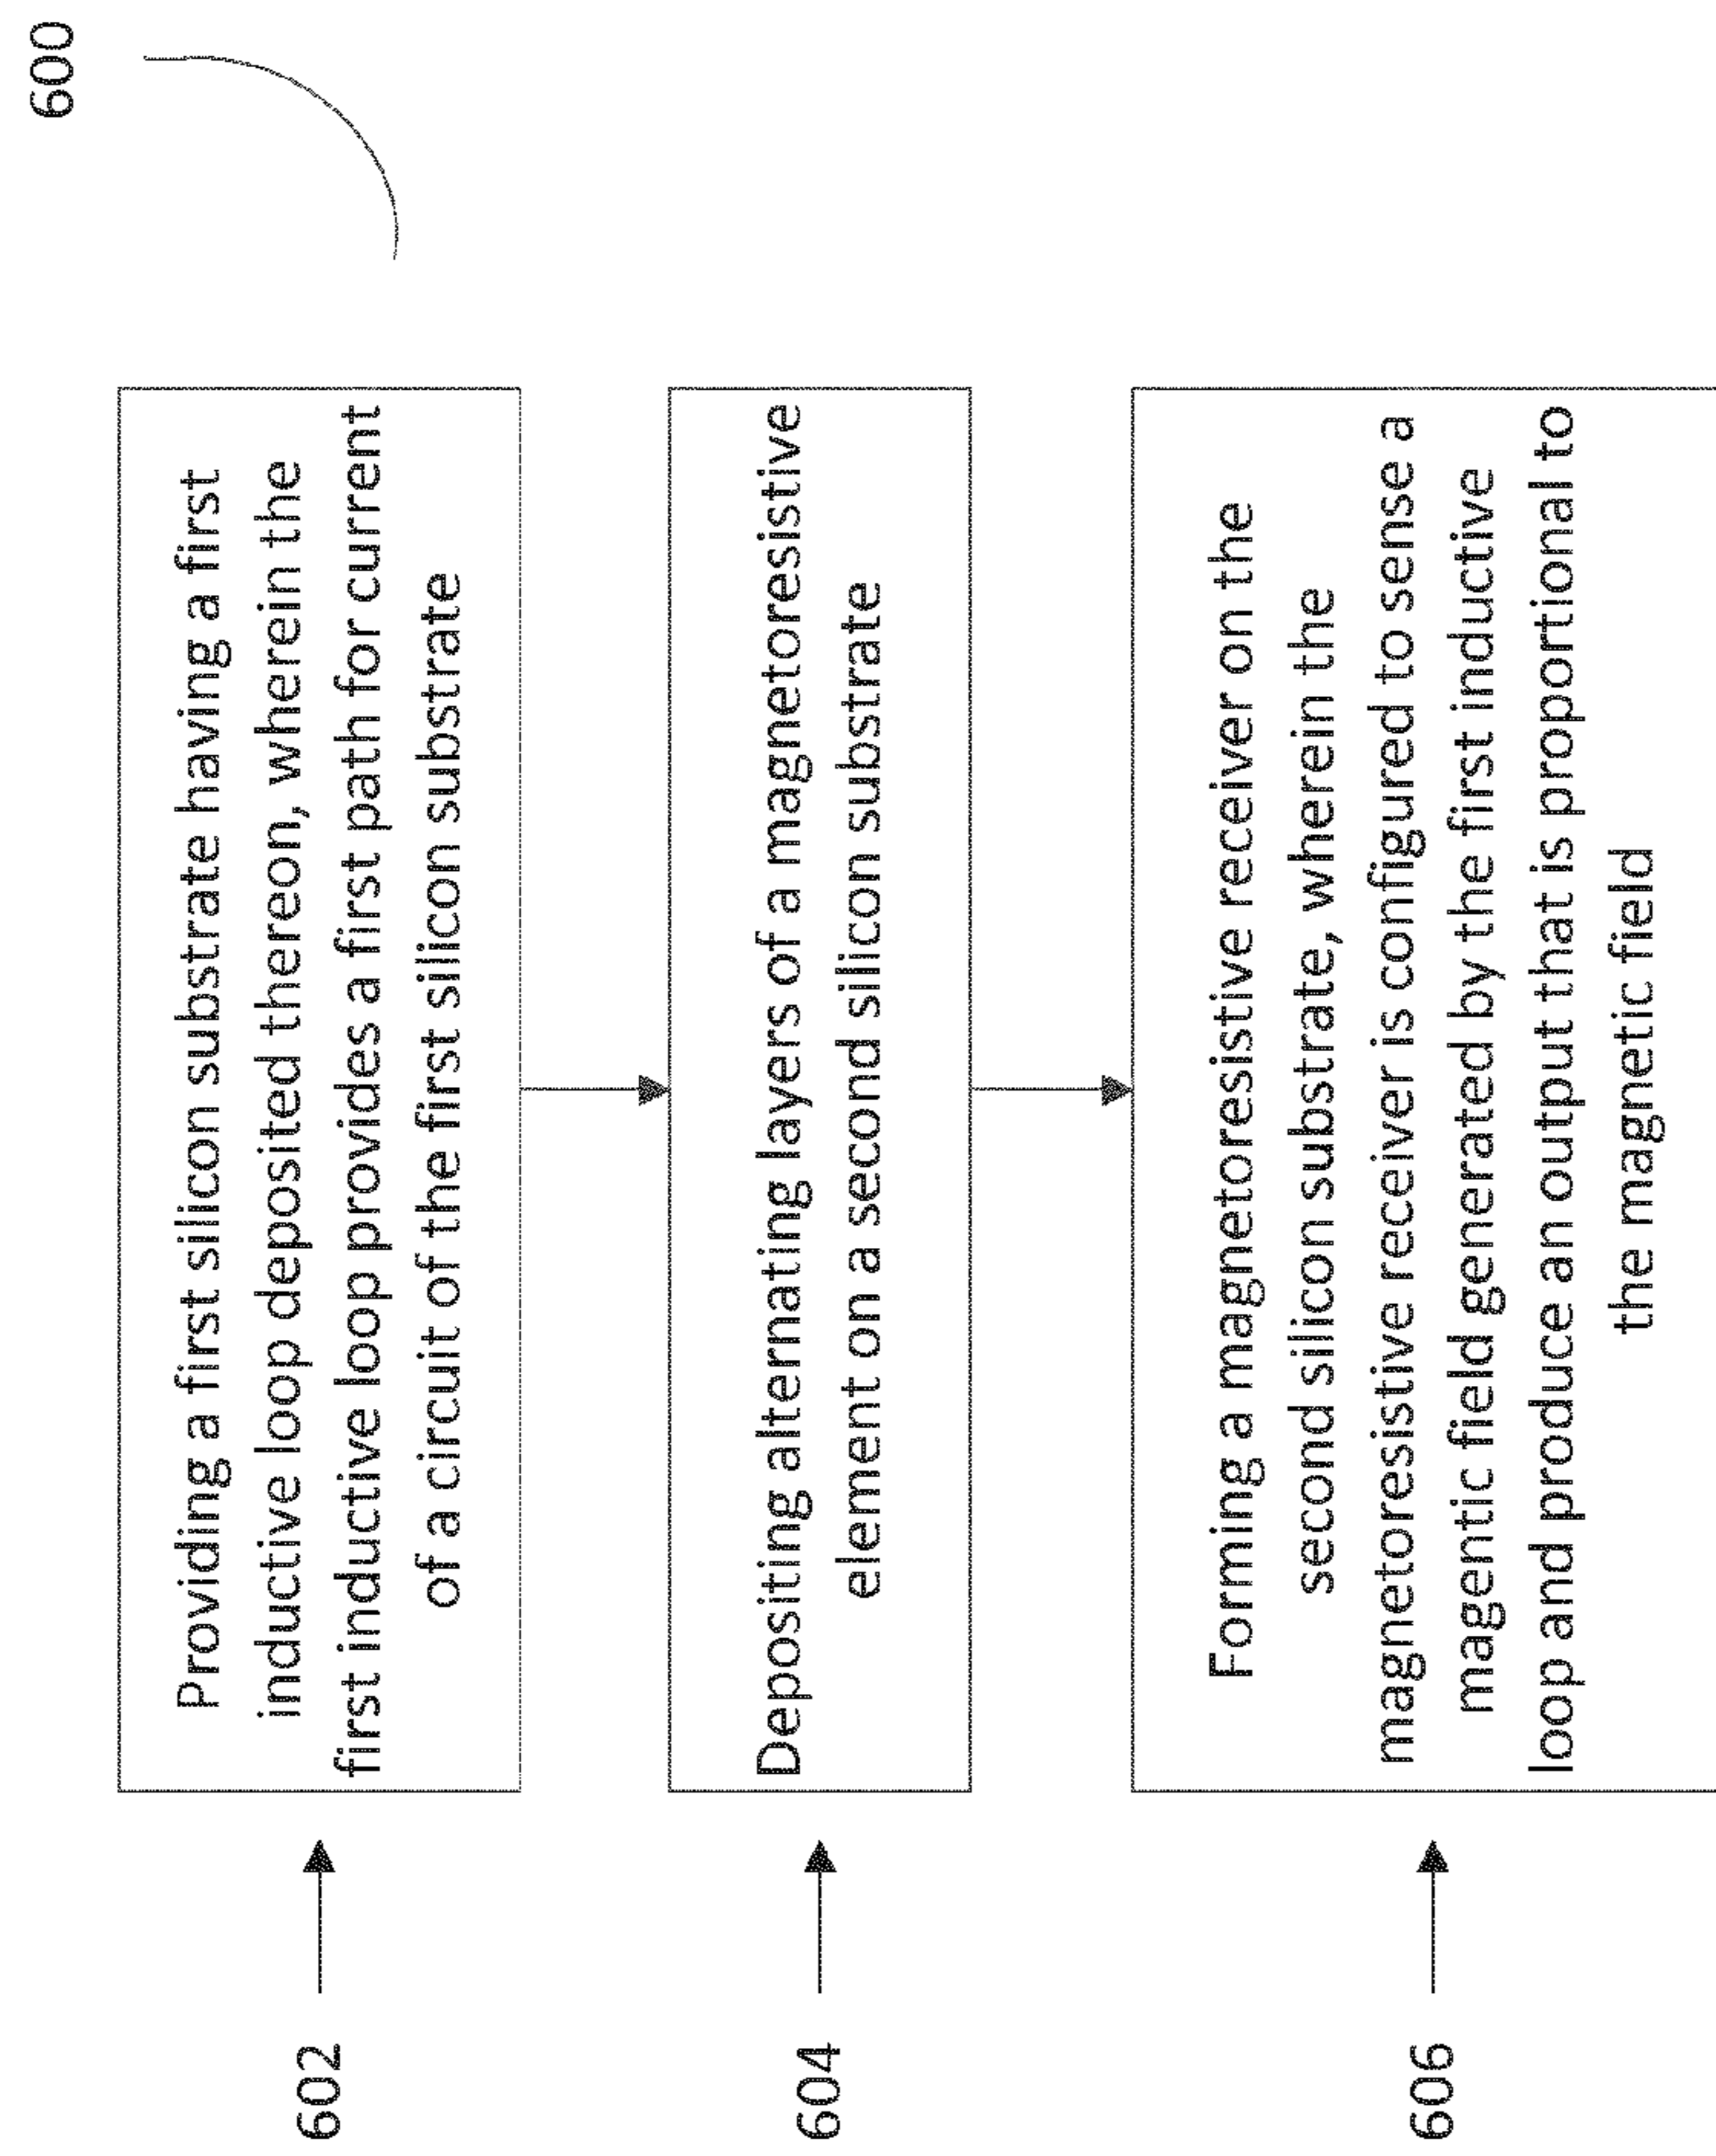 600
602
Providing a first silicon substrate having a first
inductive loop deposited thereon, wherein the
first inductive loop provides a first path for current
of a circuit of the first silicon substrate
604
Depositing alternating layers of a magnetoresistive
element on a second silicon substrate
606
Forming a magnetoresistive receiver on the
second silicon substrate, wherein the
magnetoresistive receiver is configured to sense a
magentic field generated by the first inductive
loop and produce an output that is proportional to
the magnetic field